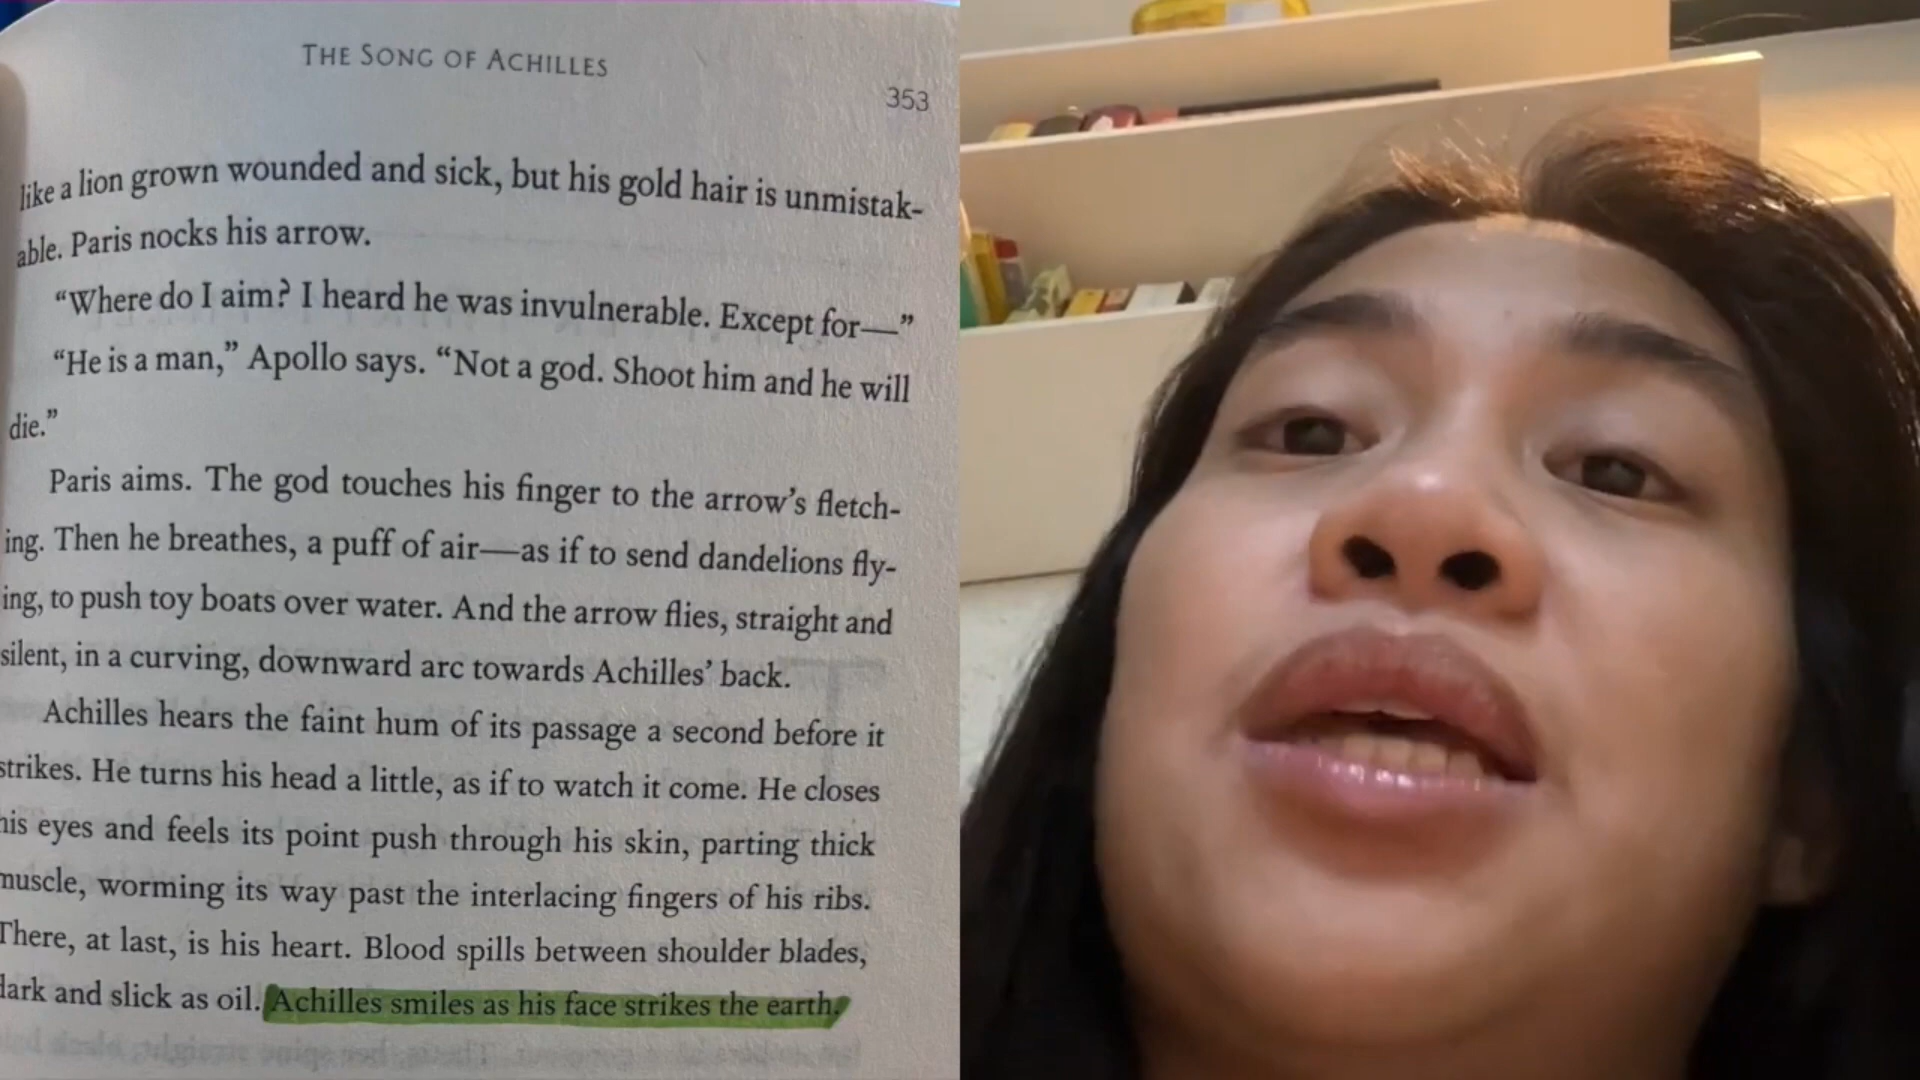 THE SONG OF ACHILLES
353
like a lion grown wounded and sick, but his gold hair is unmistak-
able. Paris nocks his arrow.
“Where do I aim? I heard he was invulnerable. Except for—”
“He is a man,” Apollo says. “Not a god. Shoot him and he will
die.”
Paris aims. The god touches his finger to the arrow’s fletch-
ing. Then he breathes, a puff of air—as if to send dandelions fly-
ing, to push toy boats over water. And the arrow flies, straight and
silent, in a curving, downward arc towards Achilles’ back.
Achilles hears the faint hum of its passage a second before it
strikes. He turns his head a little, as if to watch it come. He closes
his eyes and feels its point push through his skin, parting thick
muscle, worming its way past the interlacing fingers of his ribs.
There, at last, is his heart. Blood spills between shoulder blades,
dark and slick as oil. Achilles smiles as his face strikes the earth.